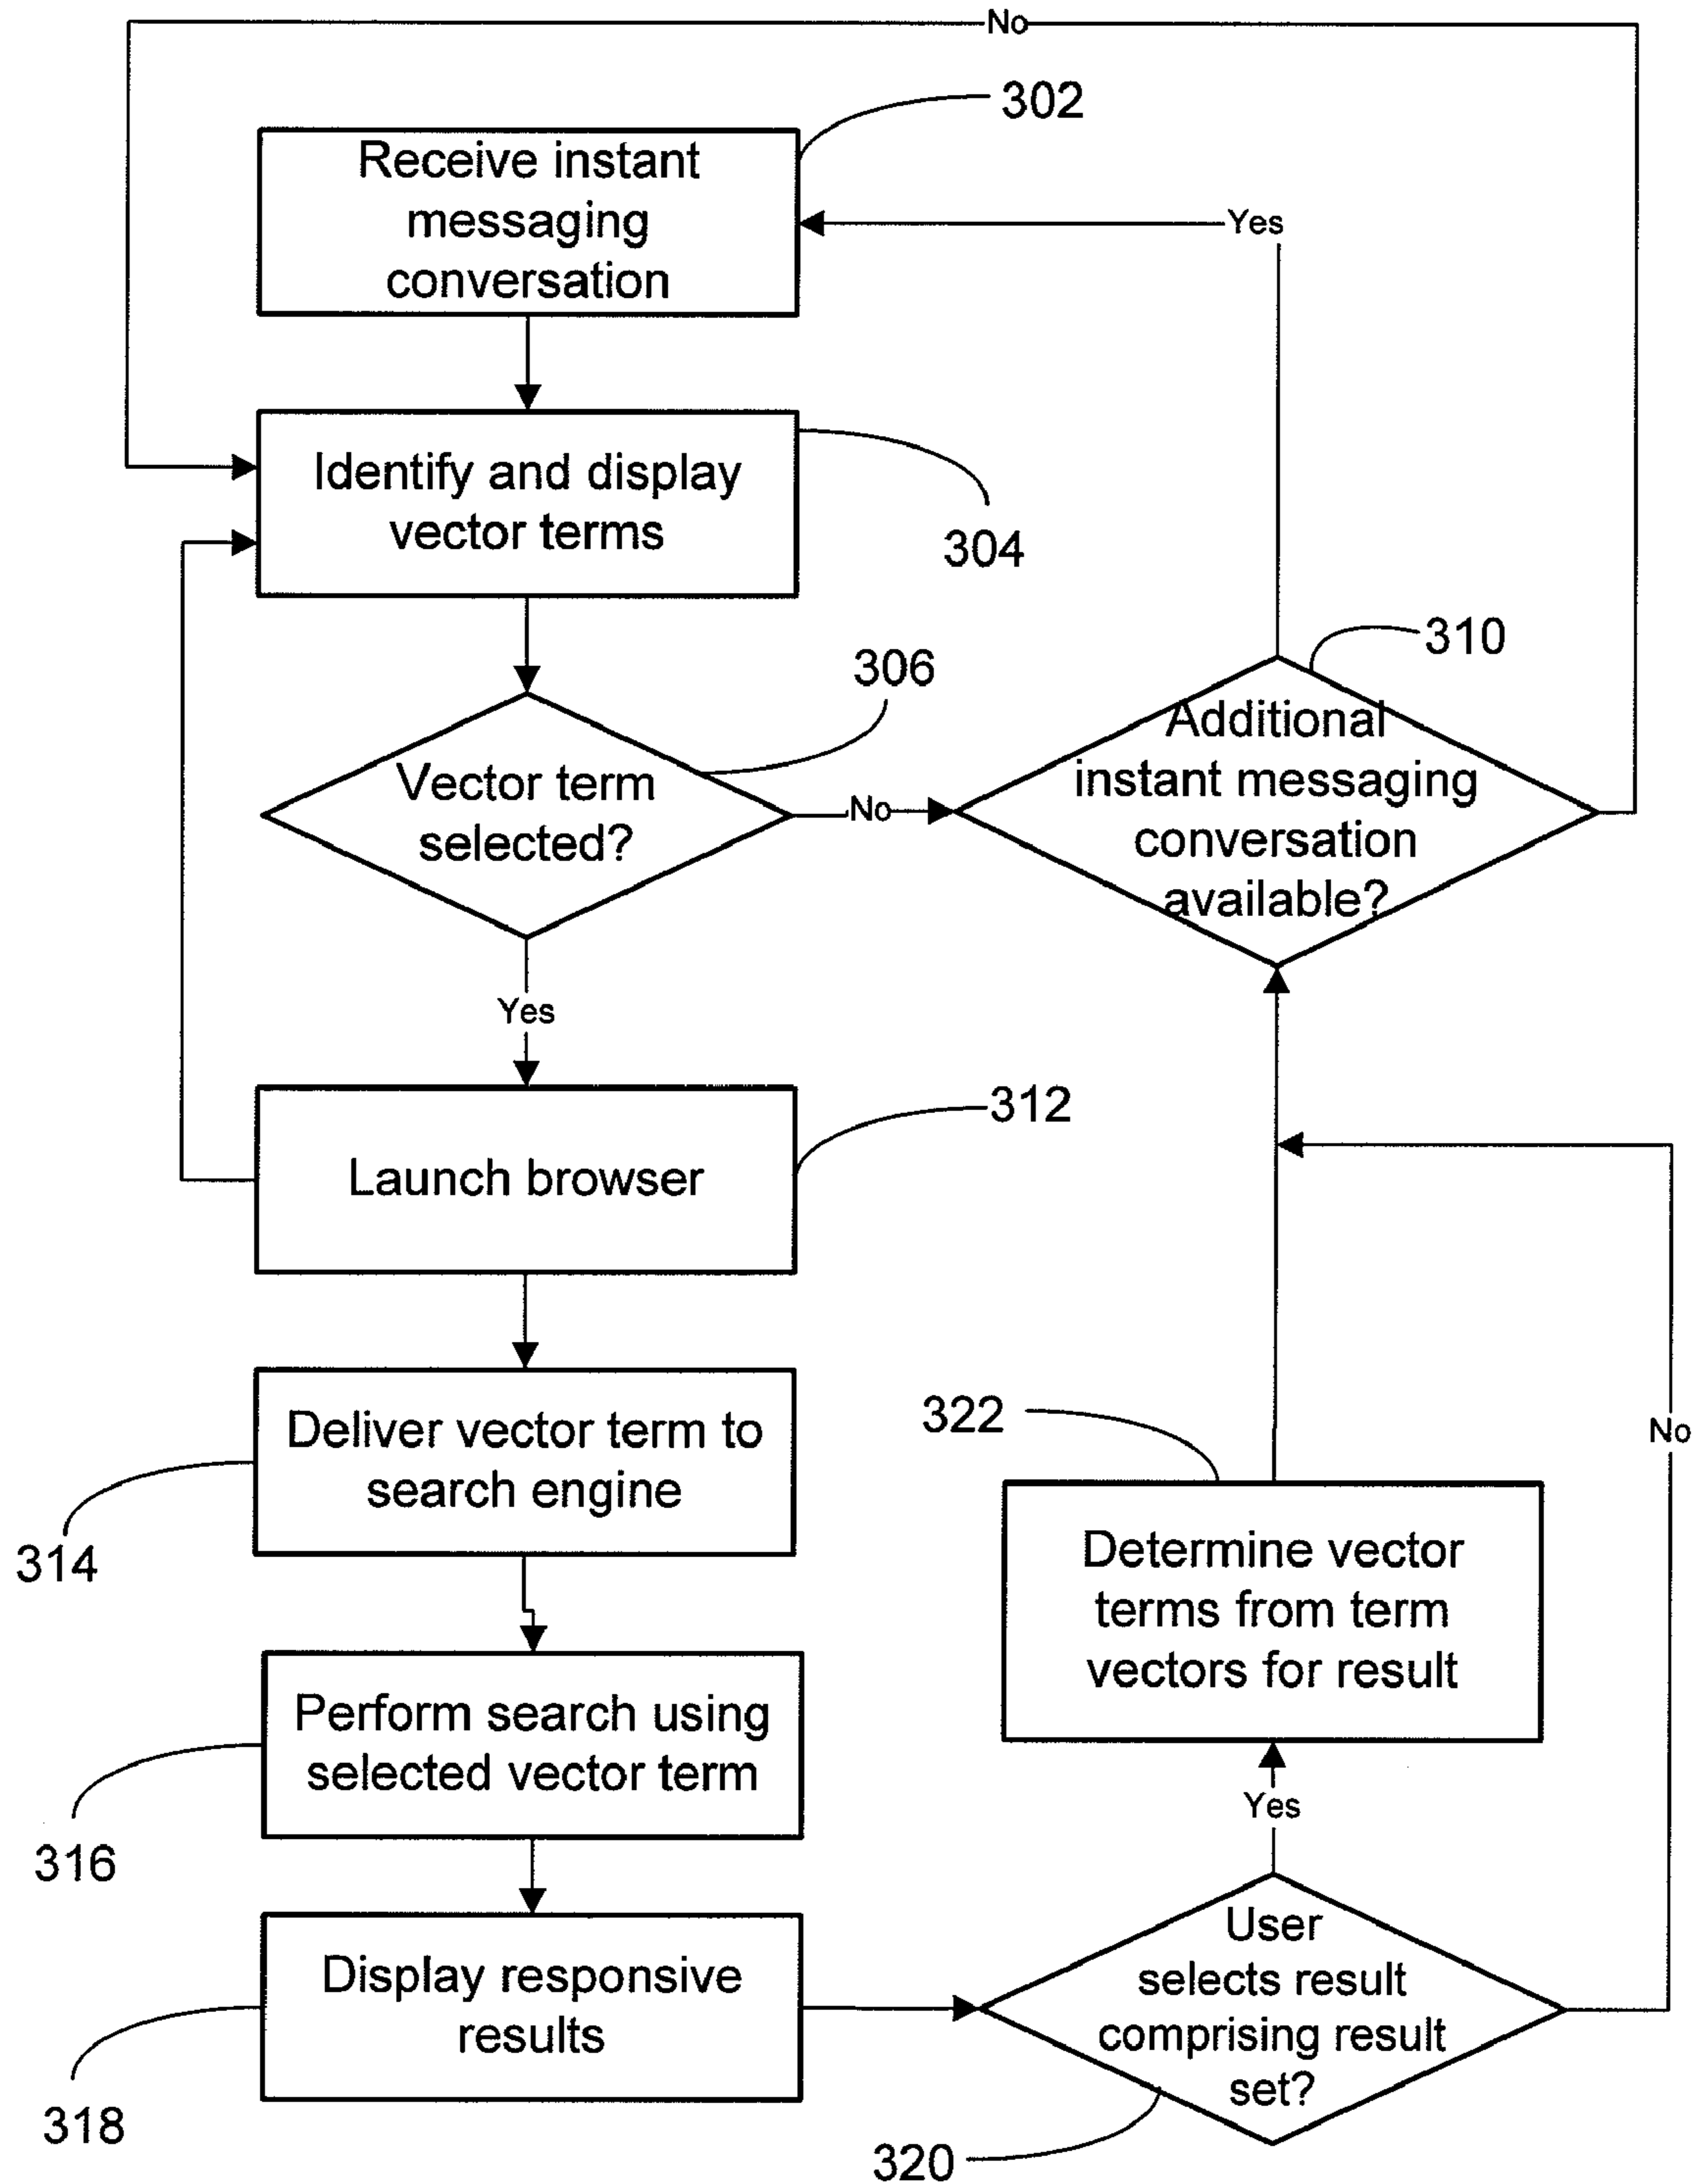 No
302
Receive instant
messaging
conversation
Yes
Identify and display
vector terms
304
310
306
Additional
instant messaging
conversation
available?
Vector term
selected?
No
Yes
312
Launch browser
322
Deliver vector term to
search engine
No
314
Determine vector
terms from term
vectors for result
Perform search using
selected vector term
Yes
316
User
selects result
comprising result
set?
Display responsive
results
318
320